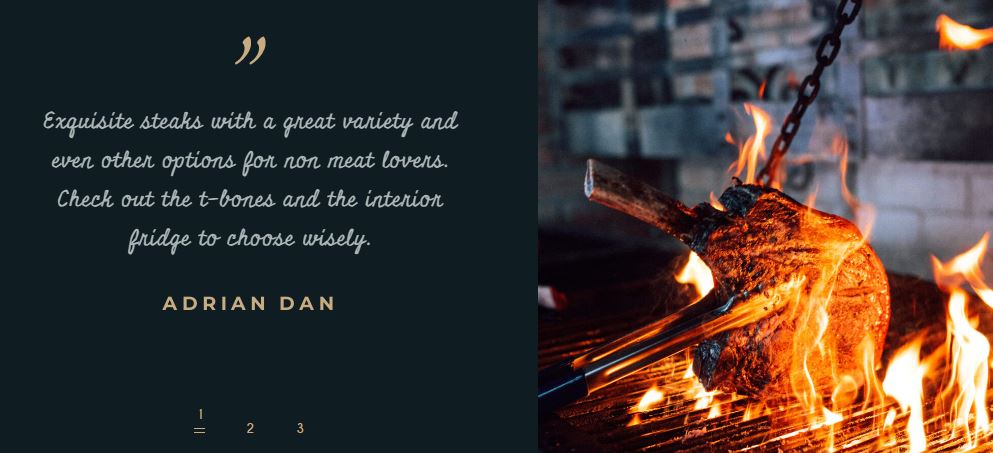 ”
Exquisite steaks with a great variety and
even other options for non meat lovers.
Check out the t-bones and the interior
fridge to choose wisely.
ADRIAN DAN
1 2 3